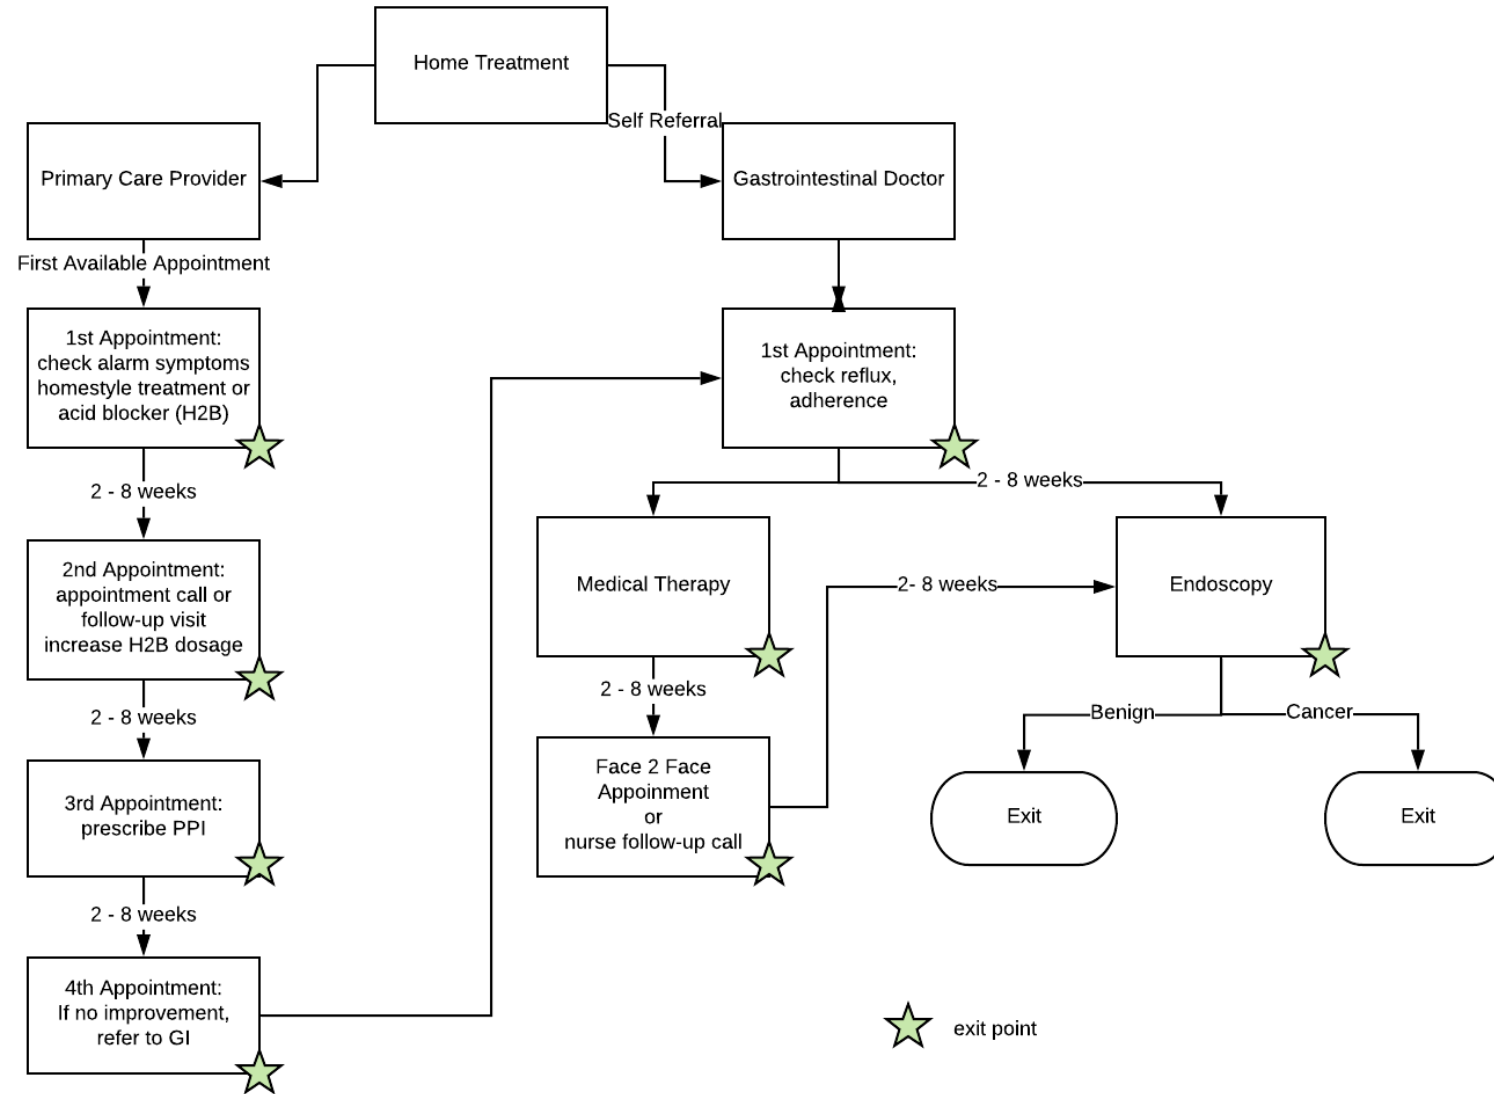 Home Treatment
Self Referral
Primary Care Provider
Gastrointestinal Doctor
First Available Appointment
1st Appointment:
check alarm symptoms
homestyle treatment or
acid blocker (H2B)
1st Appointment:
check reflux,
adherence
2 - 8 weeks
2 - 8 weeks
2nd Appointment:
appointment call or
follow-up visit
increase H2B dosage
Medical Therapy
2- 8 weeks
Endoscopy
2 - 8 weeks
2 - 8 weeks
Benign
Cancer
3rd Appointment:
prescribe PPI
Face 2 Face
Appoinment
or
nurse follow-up call
Exit
Exit
2 - 8 weeks
4th Appointment:
If no improvement,
refer to GI
exit point